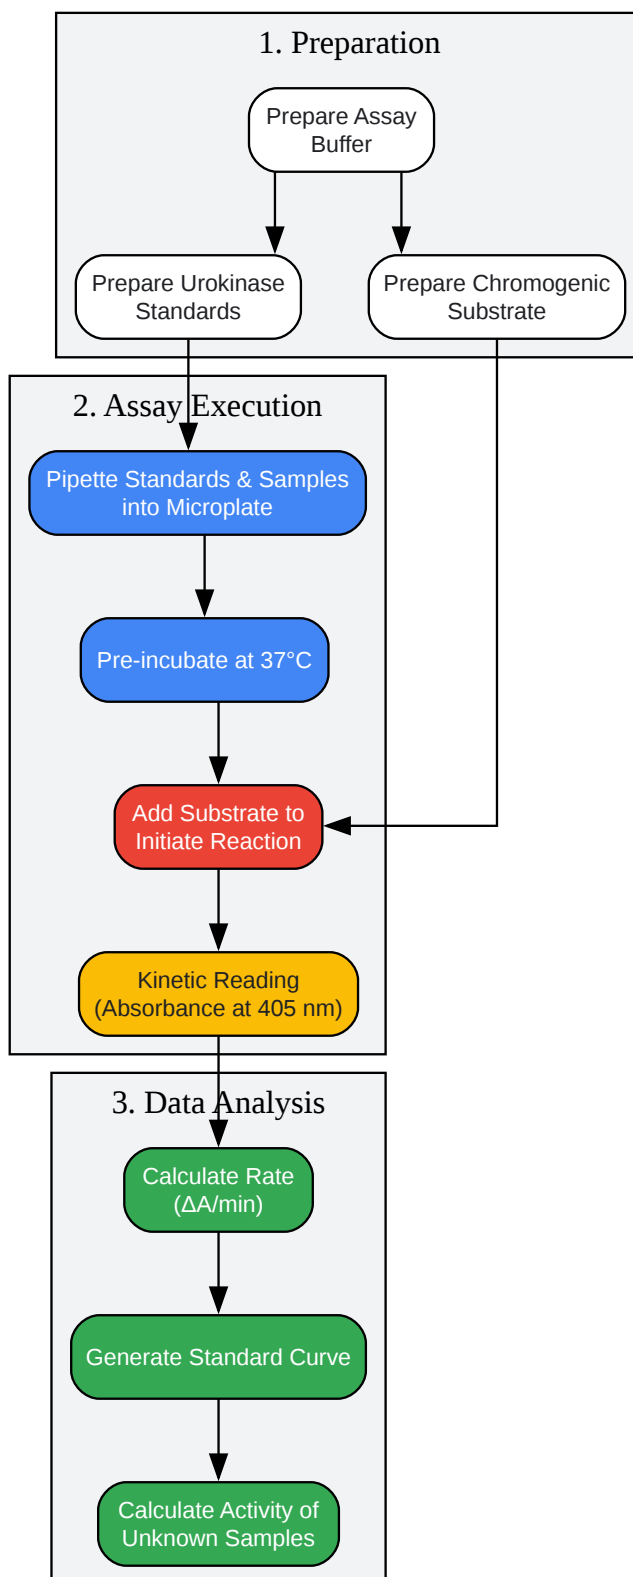 1. Preparation
Prepare Assay
Buffer
Prepare Urokinase
Standards
Prepare Chromogenic
Substrate
2. Assay Execution
Pipette Standards & Samples
into Microplate
Pre-incubate at 37°C
Add Substrate to
Initiate Reaction
Kinetic Reading
(Absorbance at 405 nm)
3. Data Analysis
Calculate Rate
(ΔA/min)
Generate Standard Curve
Calculate Activity of
Unknown Samples